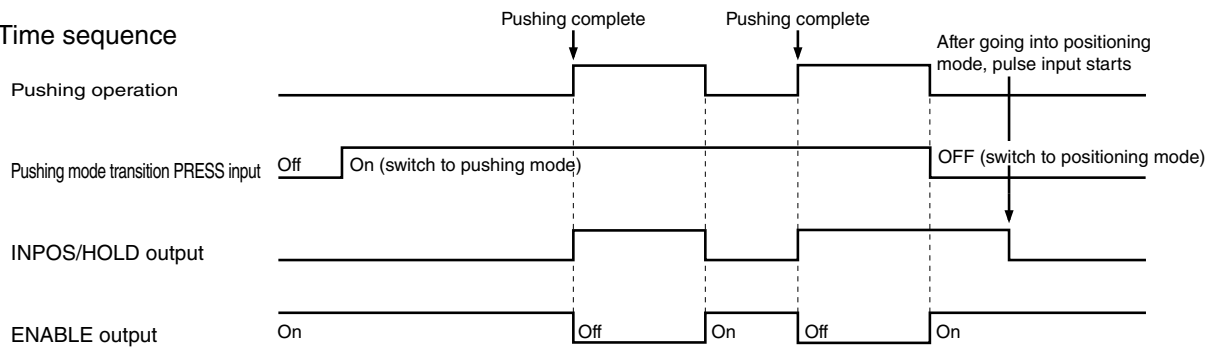 Time sequence
Pushing complete
Pushing complete
After going into positioning
mode, pulse input starts
Pushing operation
Pushing mode transition PRESS input
Off
On (switch to pushing mode)
OFF (switch to positioning mode)
INPOS/HOLD output
ENABLE output
On
Off
On
Off
On